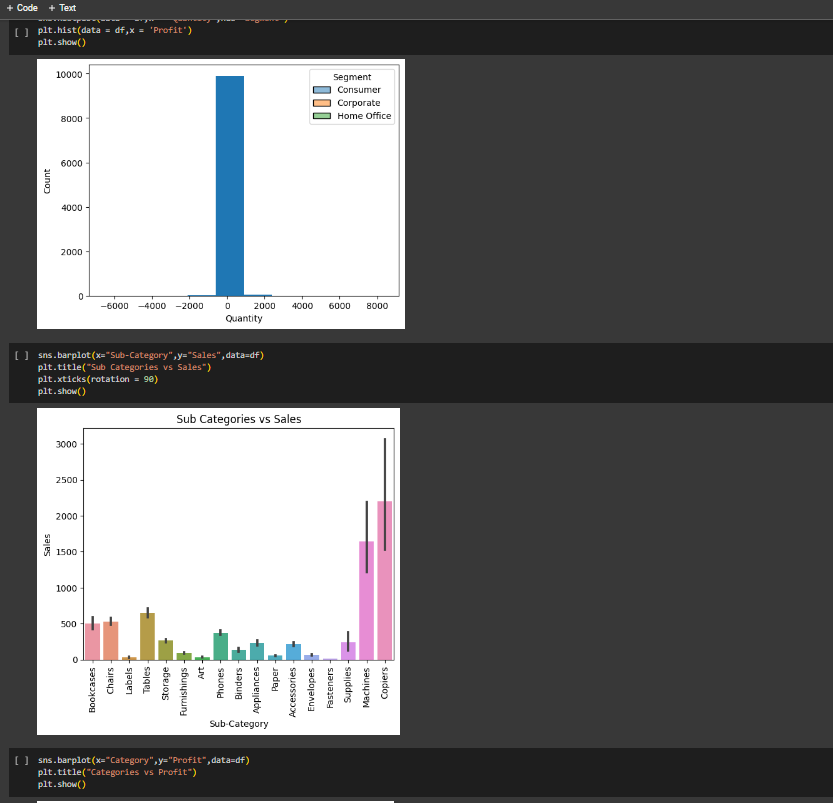 + Code + Text
[ ] plt.hist(data = df,x = 'Profit')
plt.show()
Segment
Consumer
Corporate
Home Office
10000
8000
6000
4000
2000
0
Count
−6000 −4000 −2000 0 2000 4000 6000 8000
Quantity
[ ] sns.barplot(x="Sub-Category",y="Sales",data=df)
plt.title("Sub Categories vs Sales")
plt.xticks(rotation = 90)
plt.show()
Sub Categories vs Sales
3000
2500
2000
1500
1000
500
0
Sales
Bookcases
Chairs
Labels
Tables
Storage
Furnishings
Art
Phones
Binders
Appliances
Paper
Accessories
Envelopes
Fasteners
Supplies
Machines
Copiers
Sub-Category
[ ] sns.barplot(x="Category",y="Profit",data=df)
plt.title("Categories vs Profit")
plt.show()